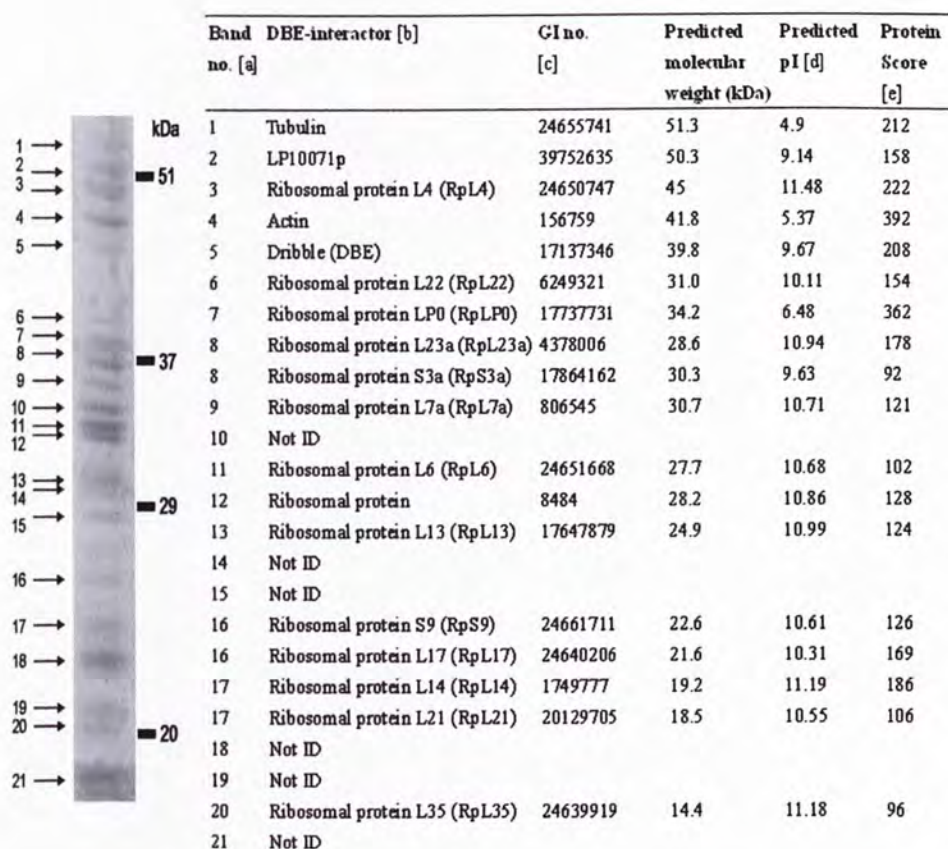 Band DBE-interactor [b] GI no. Predicted Predicted Protein
no. [a] [c] molecular pI [d] Score
weight (kDa) [e]
kDa
1 Tubulin 24655741 51.3 4.9 212
2 LP10071p 39752635 50.3 9.14 158
3 Ribosomal protein L4 (RpL4) 24650747 45 11.48 222
4 Actin 156759 41.8 5.37 392
5 Dribble (DBE) 17137346 39.8 9.67 208
6 Ribosomal protein L22 (RpL22) 6249321 31.0 10.11 154
7 Ribosomal protein LP0 (RpLP0) 17737731 34.2 6.48 362
8 Ribosomal protein L23a (RpL23a) 4378006 28.6 10.94 178
8 Ribosomal protein S3a (RpS3a) 17864162 30.3 9.63 92
9 Ribosomal protein L7a (RpL7a) 806545 30.7 10.71 121
10 Not ID
11 Ribosomal protein L6 (RpL6) 24651668 27.7 10.68 102
12 Ribosomal protein 8484 28.2 10.86 128
13 Ribosomal protein L13 (RpL13) 17647879 24.9 10.99 124
14 Not ID
15 Not ID
16 Ribosomal protein S9 (RpS9) 24661711 22.6 10.61 126
16 Ribosomal protein L17 (RpL17) 24640206 21.6 10.31 169
17 Ribosomal protein L14 (RpL14) 1749777 19.2 11.19 186
17 Ribosomal protein L21 (RpL21) 20129705 18.5 10.55 106
18 Not ID
19 Not ID
20 Ribosomal protein L35 (RpL35) 24639919 14.4 11.18 96
21 Not ID
1
2
51
3
4
5
6
7
8
37
9
10
11
12
13
14
29
15
16
17
18
19
20
20
21